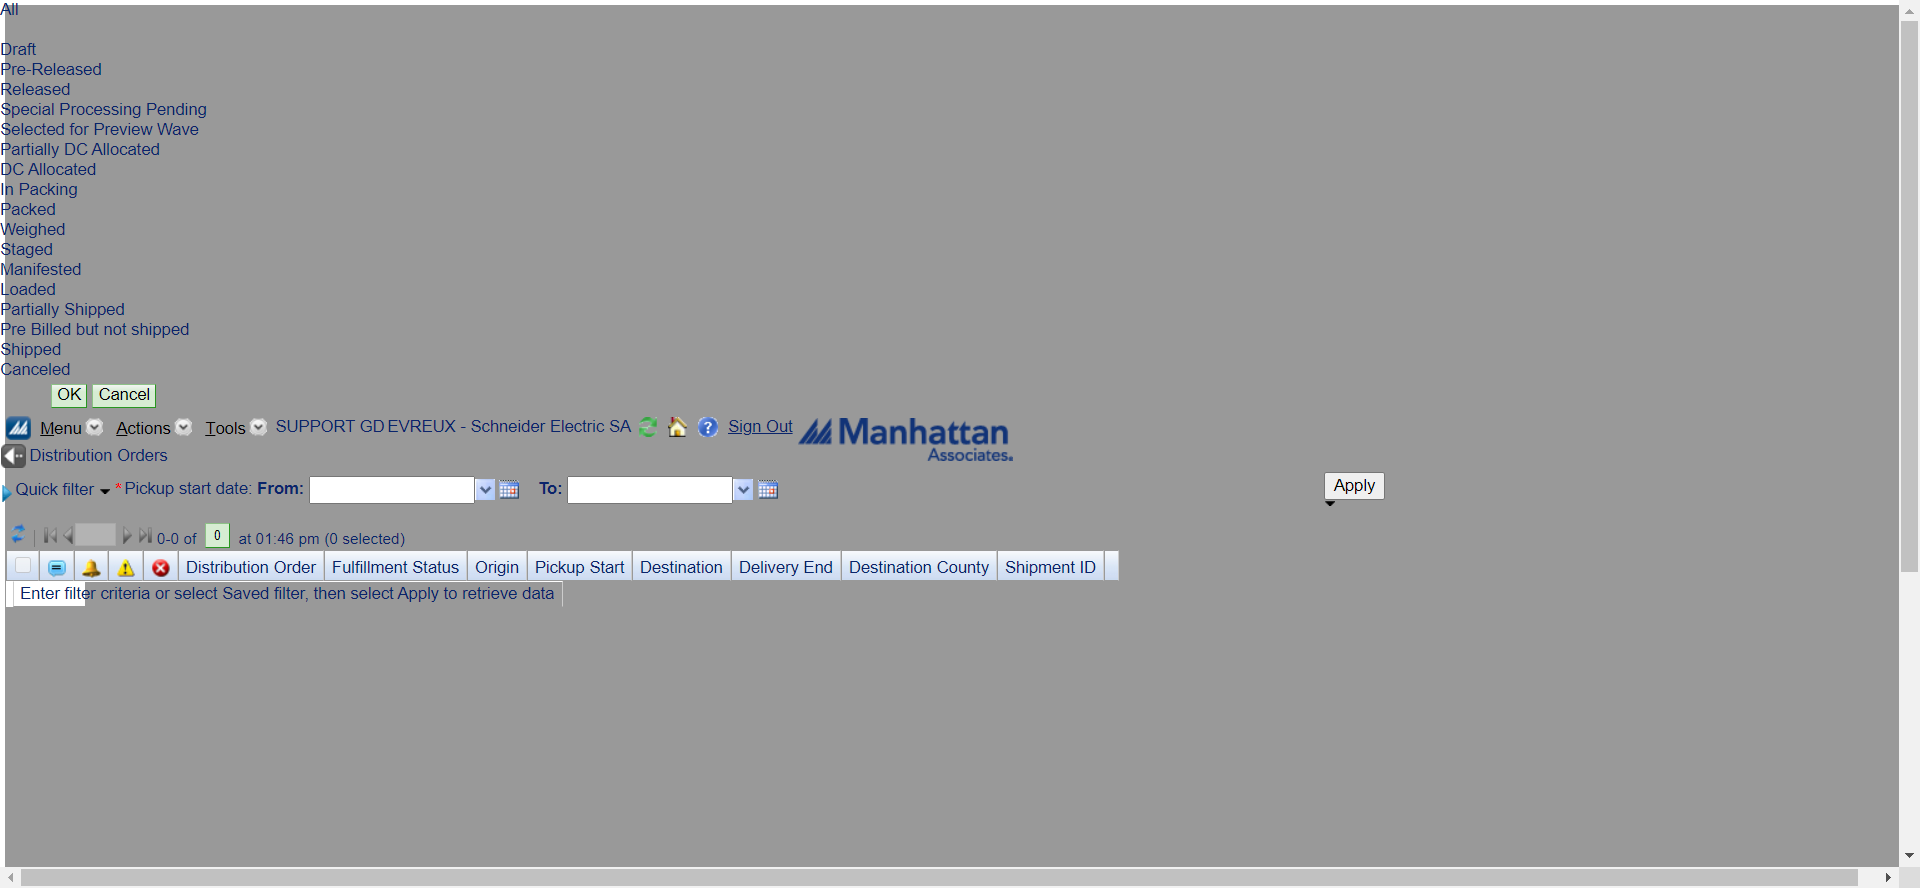 All
Draft
Pre-Released
Released
Special Processing Pending
Selected for Preview Wave
Partially DC Allocated
DC Allocated
In Packing
Packed
Weighed
Staged
Manifested
Loaded
Partially Shipped
Pre Billed but not shipped
Shipped
Canceled
OK Cancel
Menu Actions Tools SUPPORT GD EVREUX - Schneider Electric SA Sign Out Manhattan Associates.
Distribution Orders
Quick filter *Pickup start date: From: To: Apply
0-0 of 0 at 01:46 pm (0 selected)
Distribution Order Fulfillment Status Origin Pickup Start Destination Delivery End Destination County Shipment ID
Enter filter criteria or select Saved filter, then select Apply to retrieve data